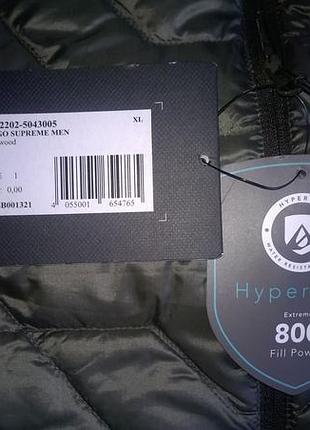 2202-5043005
XL
GO SUPREME MEN
wood
1
: 0,00
B001321
4 055001 654765
HYPER
WATER RESISTA
Hyper
Extreme
800
Fill Pow